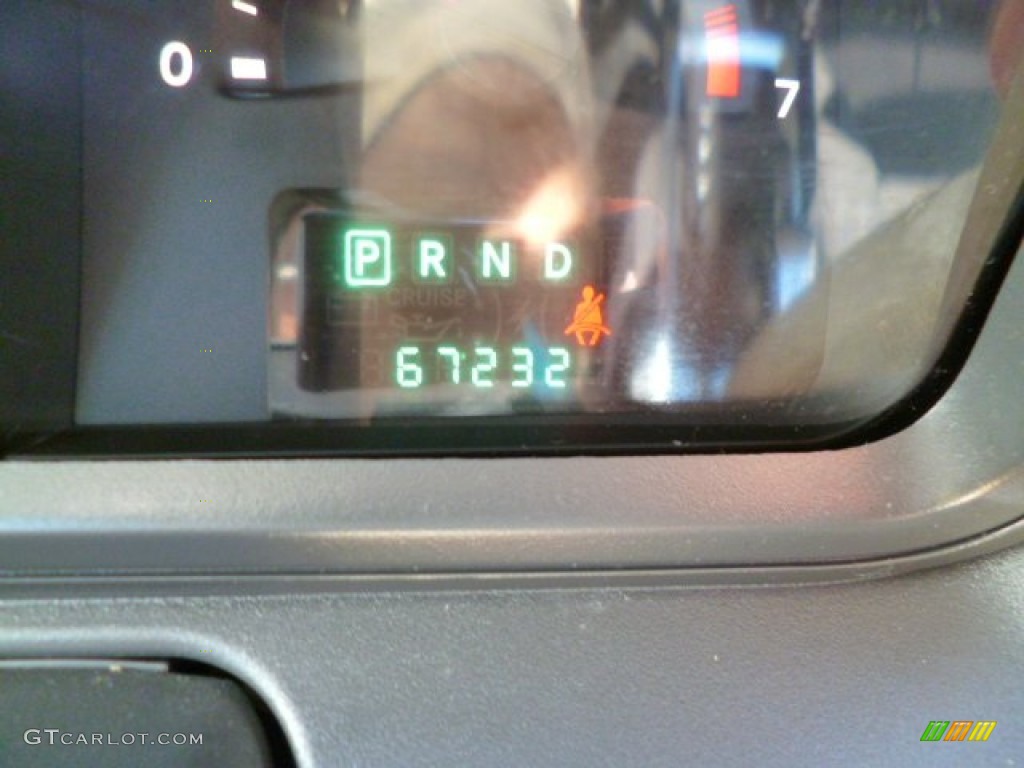 0
7
P R N D
CRUISE
67232
GTCARLOT.COM